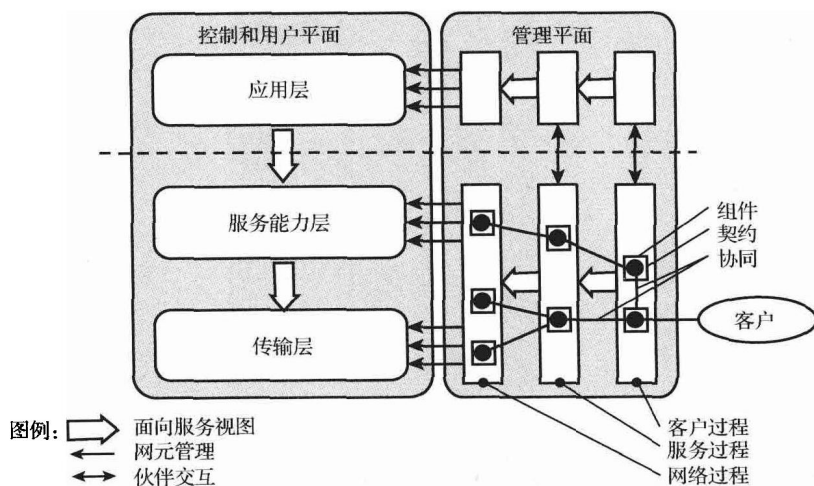 控制和用户平面
管理平面
应用层
服务能力层
传输层
组件
契约
协同
客户
客户过程
服务过程
网络过程
图例：
面向服务视图
网元管理
伙伴交互